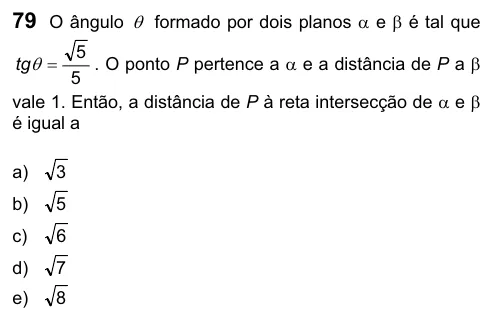 79 O ângulo θ formado por dois planos α e β é tal que
tgθ = √5/5 . O ponto P pertence a α e a distância de P a β
vale 1. Então, a distância de P à reta intersecção de α e β
é igual a
a) √3
b) √5
c) √6
d) √7
e) √8